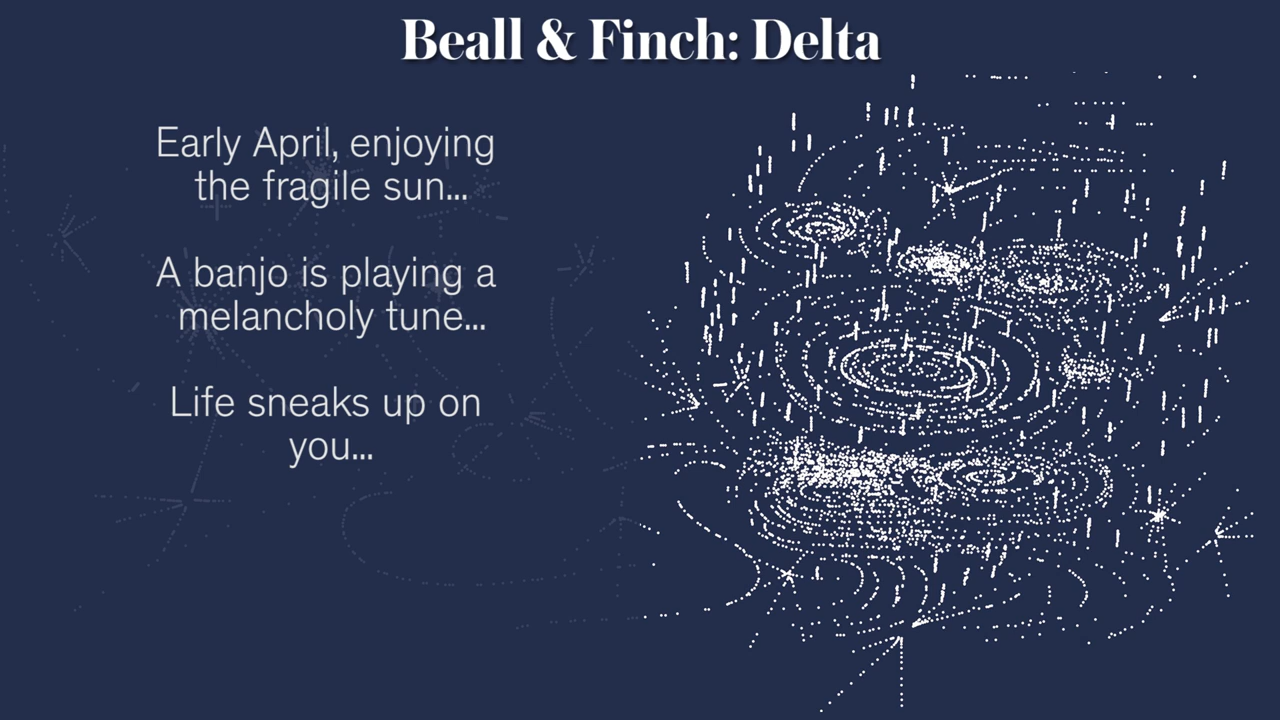 Beall & Finch: Delta
Early April, enjoying
the fragile sun...
A banjo is playing a
melancholy tune...
Life sneaks up on
you...